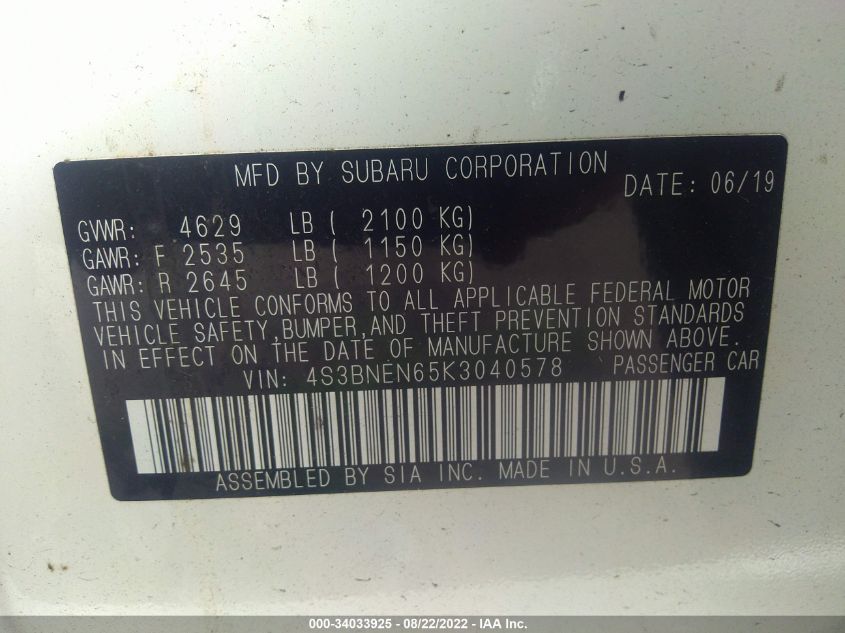 MFD BY SUBARU CORPORATION DATE: 06/19
GVWR: 4629 LB ( 2100 KG)
GAWR: F 2535 LB ( 1150 KG)
GAWR: R 2645 LB ( 1200 KG)
THIS VEHICLE CONFORMS TO ALL APPLICABLE FEDERAL MOTOR
VEHICLE SAFETY,BUMPER,AND THEFT PREVENTION STANDARDS
IN EFFECT ON THE DATE OF MANUFACTURE SHOWN ABOVE.
VIN: 4S3BNEN65K3040578 PASSENGER CAR
ASSEMBLED BY SIA INC. MADE IN U.S.A.
000-34033925 - 08/22/2022 - IAA Inc.